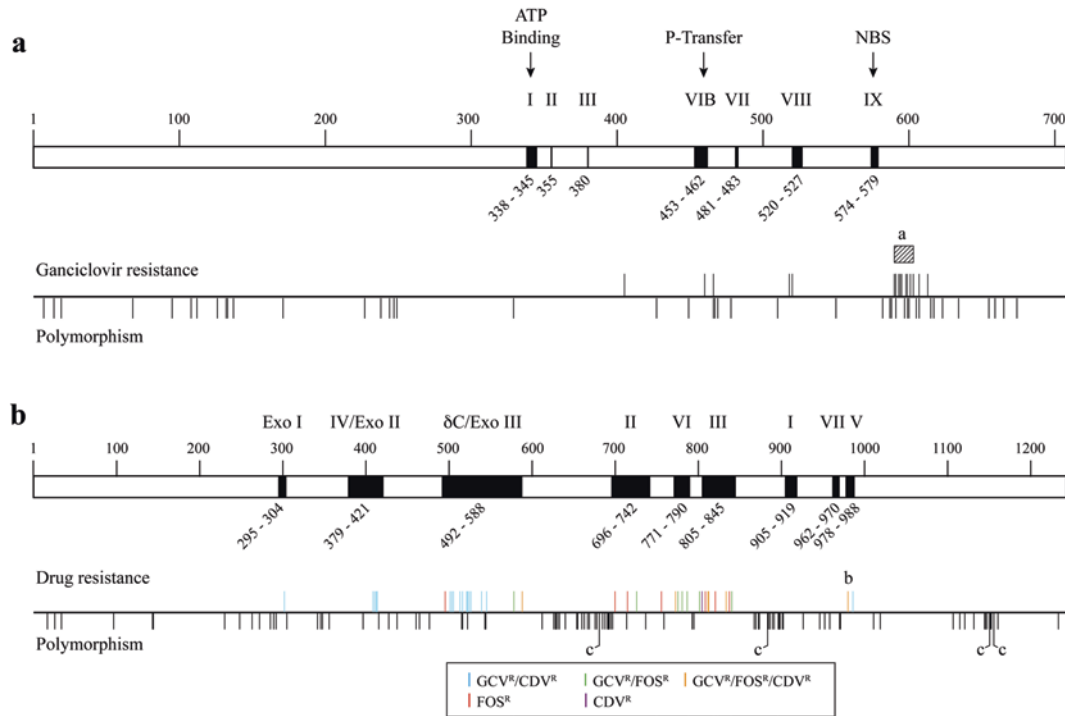 a
ATP
Binding
P-Transfer
NBS
I II III VIB VII VIII IX
1 100 200 300 400 500 600 700
338 - 345 355 380 453 - 462 481 - 483 520 - 527 574 - 579
a
Ganciclovir resistance
Polymorphism
b
Exo I IV/Exo II δC/Exo III II VI III I VII V
1 100 200 300 400 500 600 700 800 900 1000 1100 1200
295 - 304 379 - 421 492 - 588 696 - 742 771 - 790 805 - 845 905 - 919 962 - 970 978 - 988
Drug resistance
b
Polymorphism
c c c c
GCVᴿ/CDVᴿ GCVᴿ/FOSᴿ GCVᴿ/FOSᴿ/CDVᴿ
FOSᴿ CDVᴿ